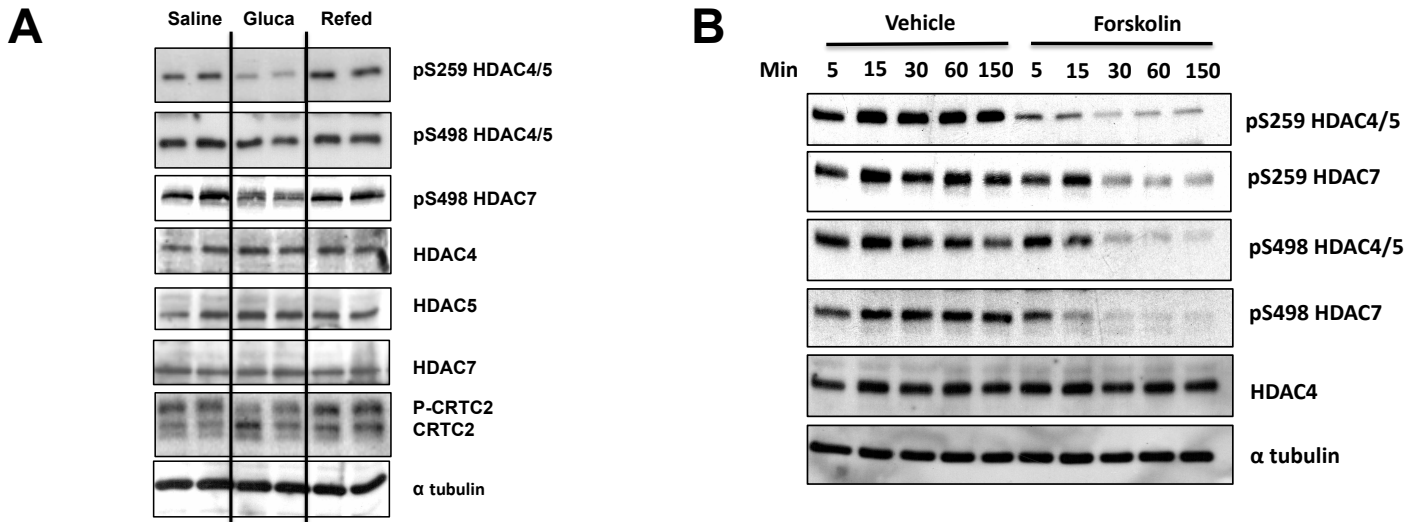 A
Saline Gluca Refed
pS259 HDAC4/5
pS498 HDAC4/5
pS498 HDAC7
HDAC4
HDAC5
HDAC7
P-CRTC2
CRTC2
α tubulin
B
Vehicle Forskolin
Min 5 15 30 60 150 5 15 30 60 150
pS259 HDAC4/5
pS259 HDAC7
pS498 HDAC4/5
pS498 HDAC7
HDAC4
α tubulin